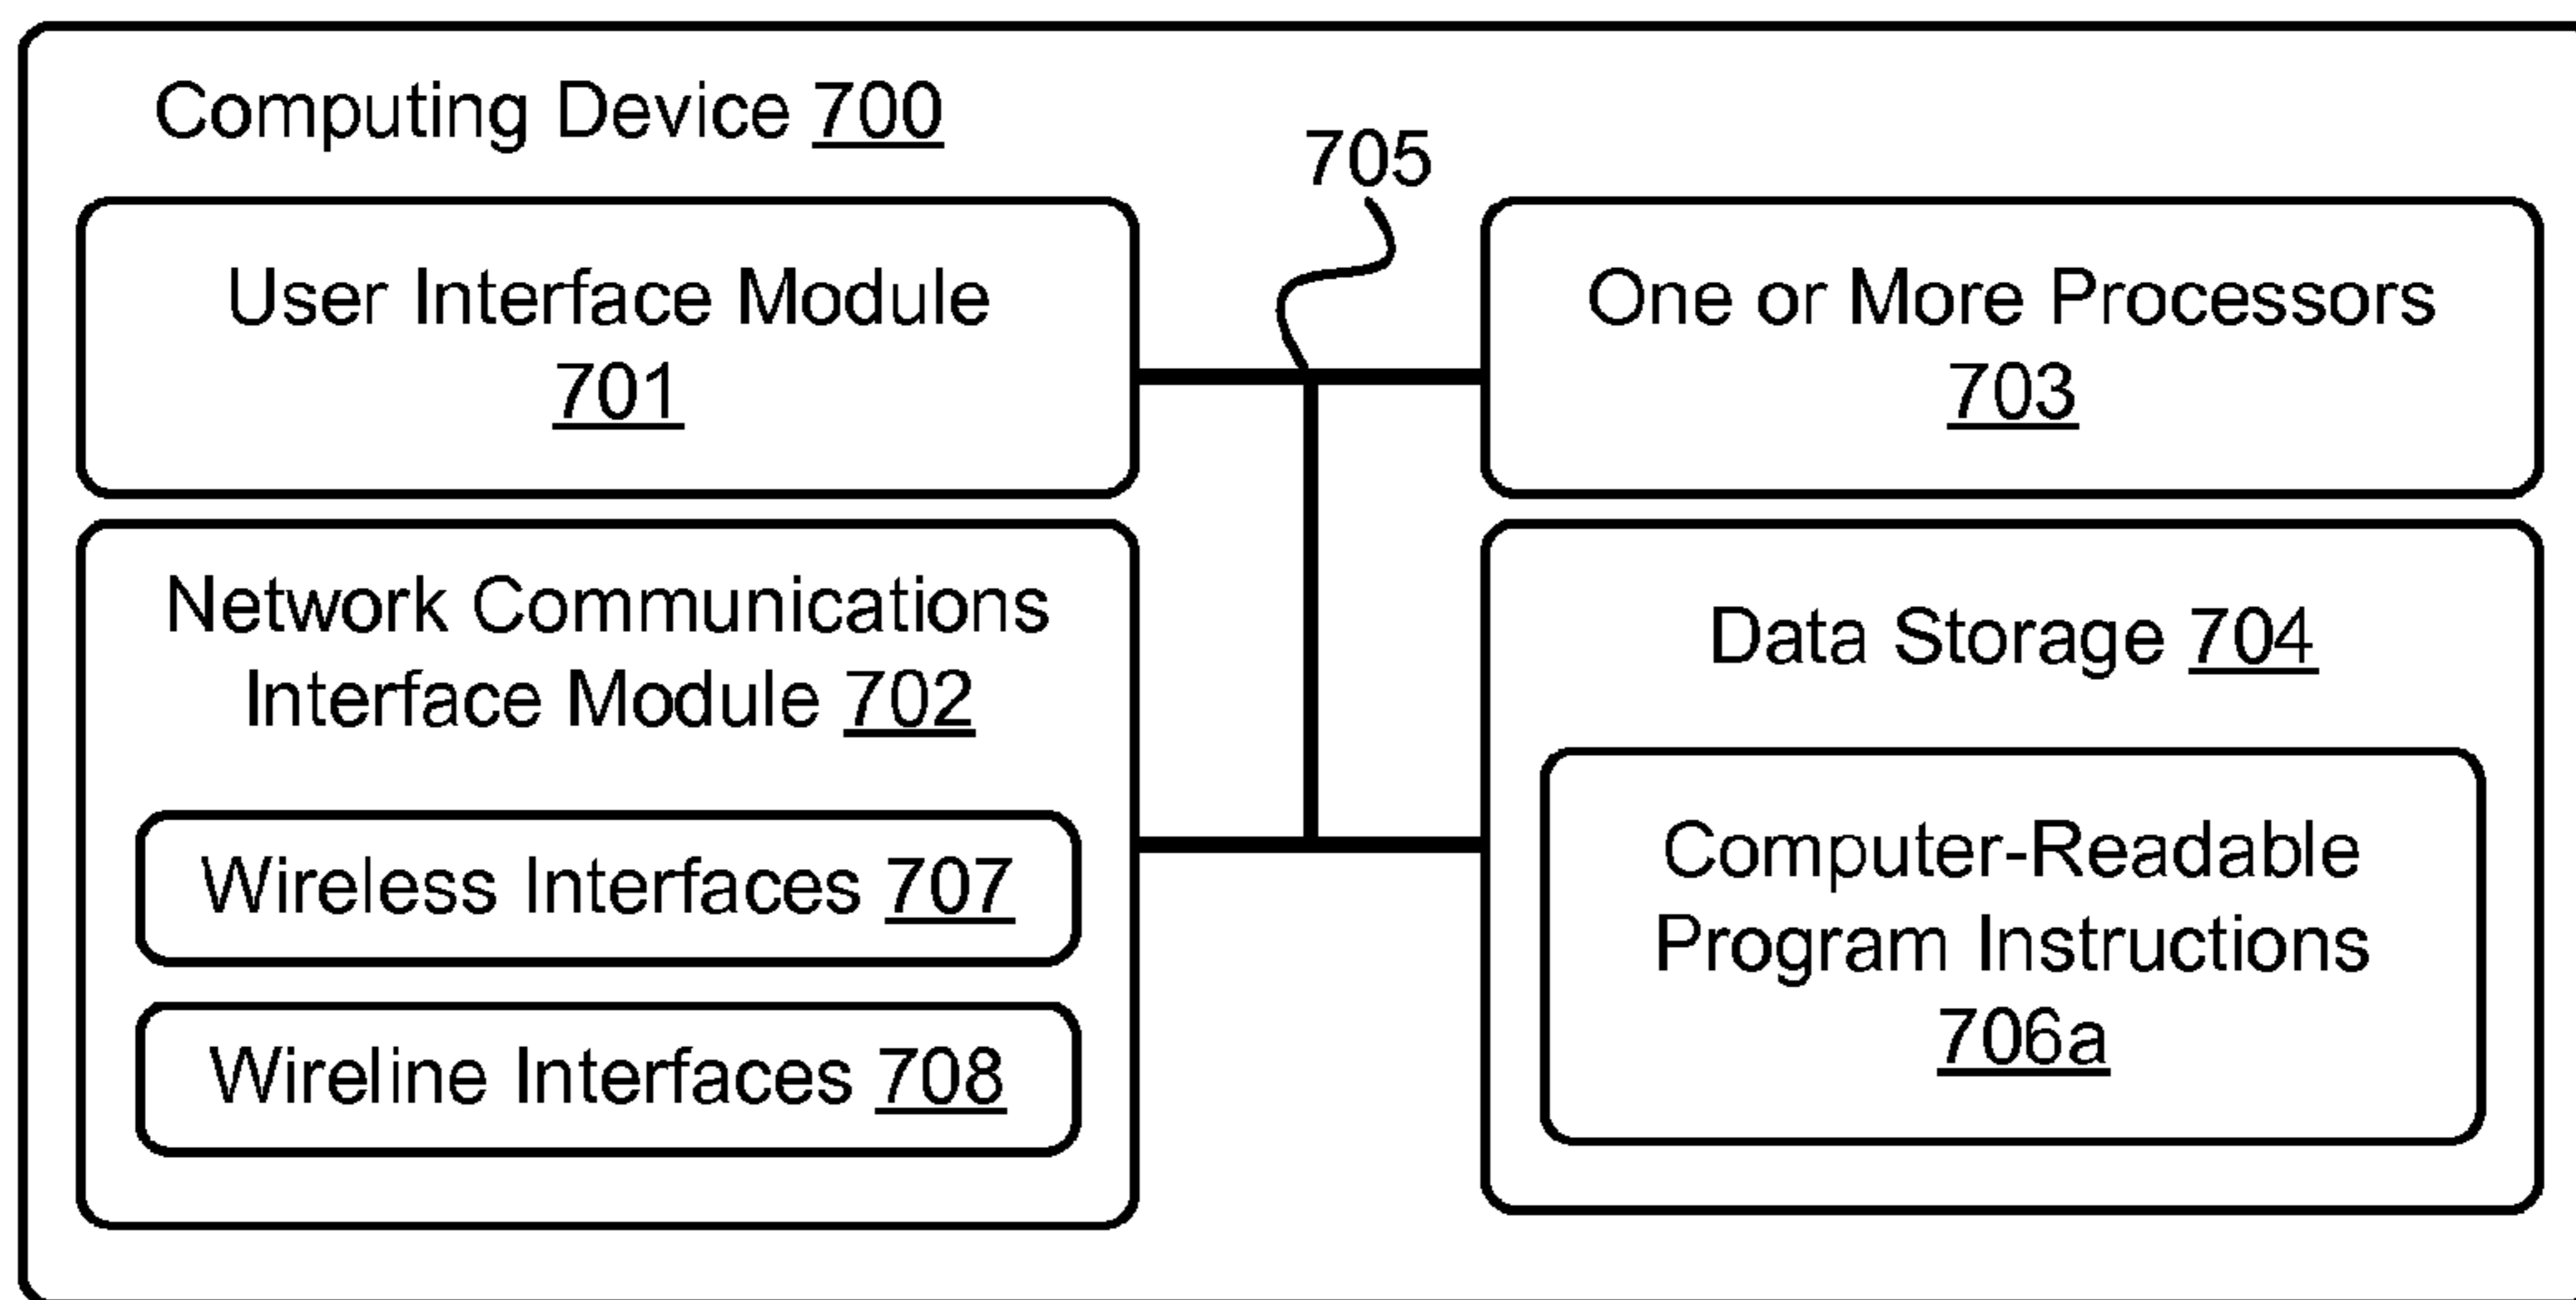 Computing Device 700
705
User Interface Module
701
One or More Processors
703
Network Communications
Interface Module 702
Wireless Interfaces 707
Wireline Interfaces 708
Data Storage 704
Computer-Readable
Program Instructions
706a